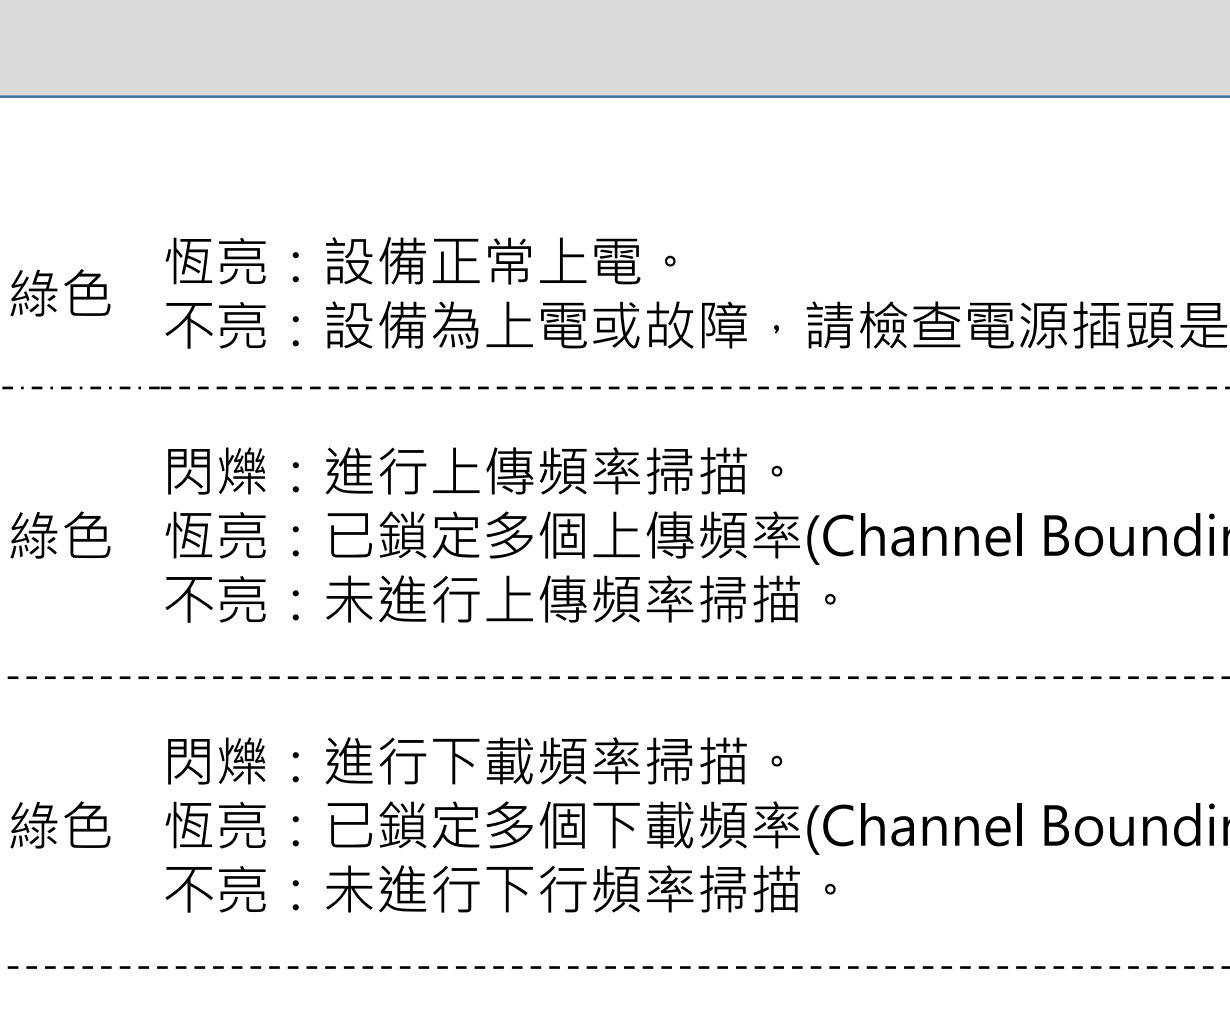 綠色
恆亮：設備正常上電。
不亮：設備為上電或故障，請檢查電源插頭是
閃爍：進行上傳頻率掃描。
綠色 恆亮：已鎖定多個上傳頻率(Channel Boundin
不亮：未進行上傳頻率掃描。
閃爍：進行下載頻率掃描。
綠色 恆亮：已鎖定多個下載頻率(Channel Boundin
不亮：未進行下行頻率掃描。